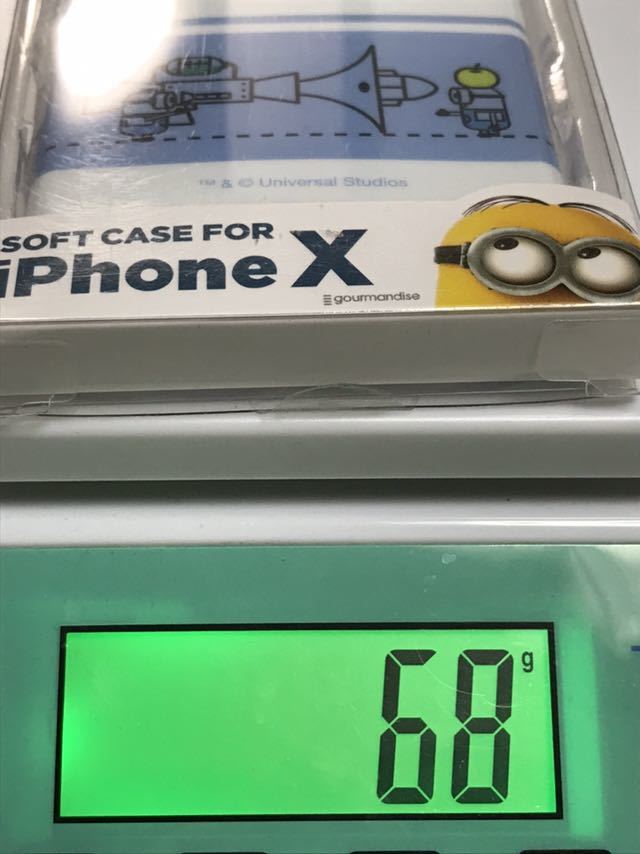 TM & © Universal Studios
SOFT CASE FOR
iPhone X
gourmandise
68 g